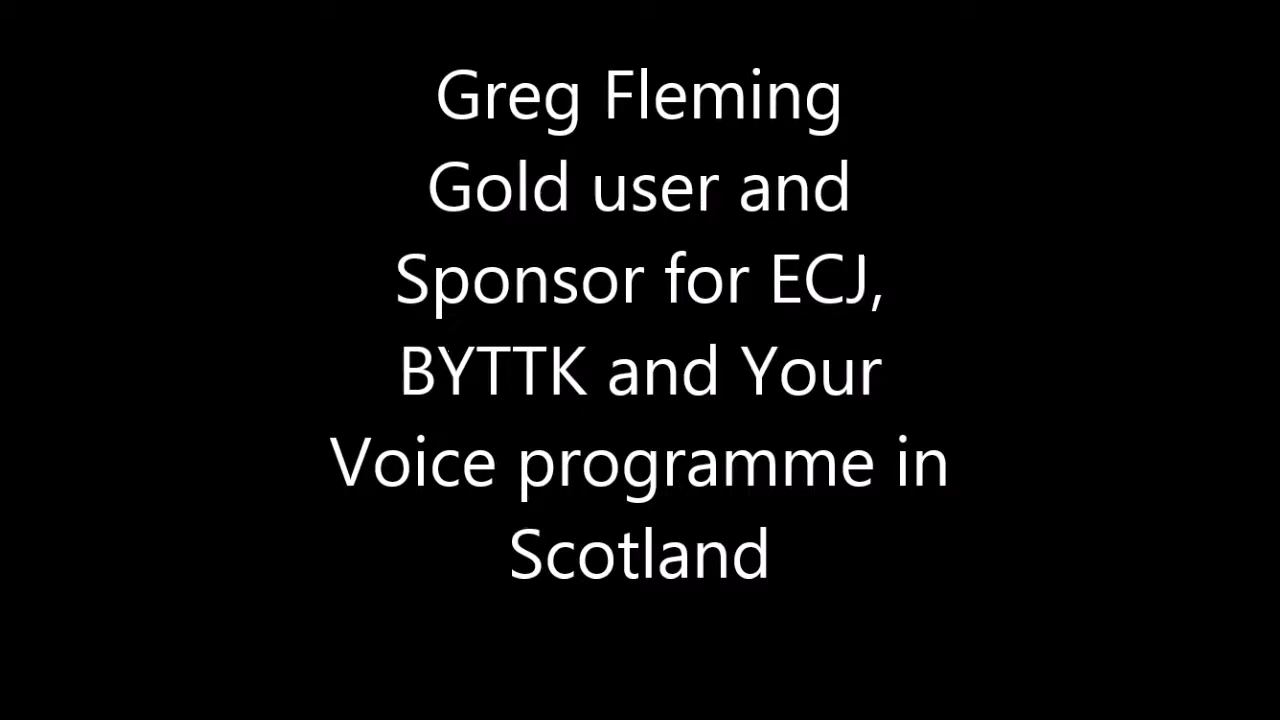 Greg Fleming
Gold user and
Sponsor for ECJ,
BYTTK and Your
Voice programme in
Scotland